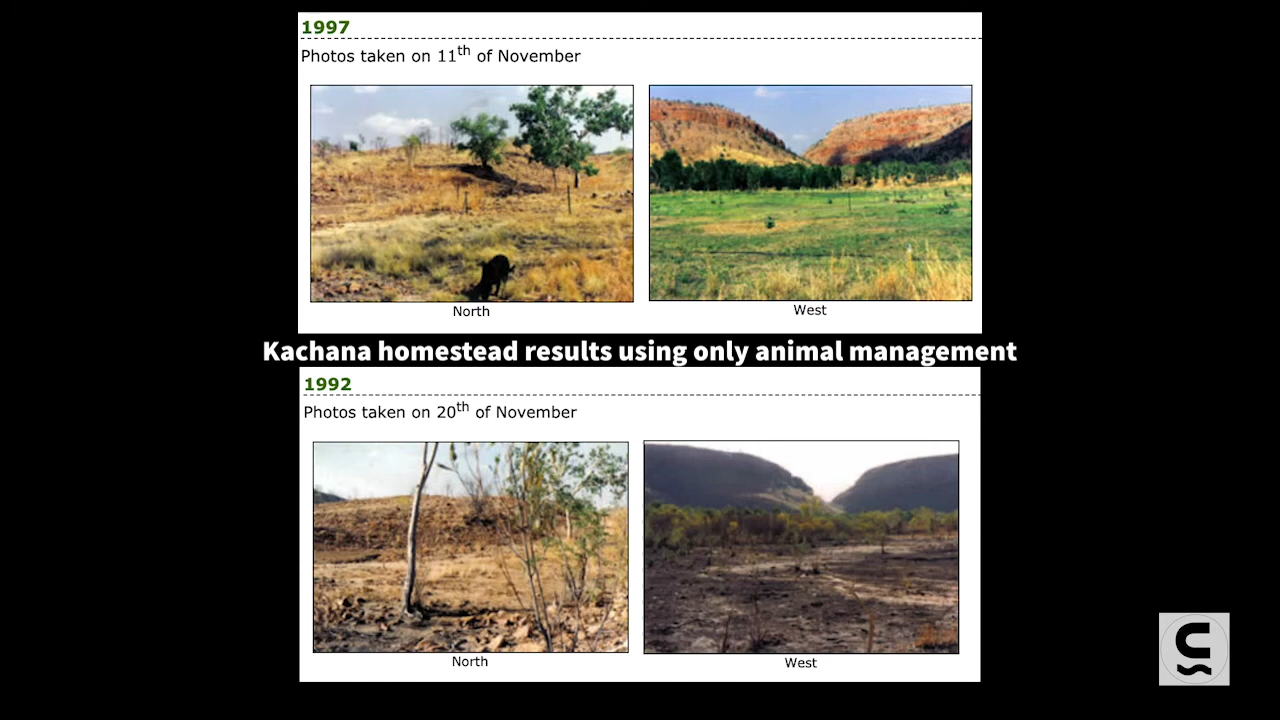 1997
Photos taken on 11th of November
North
West
Kachana homestead results using only animal management
1992
Photos taken on 20th of November
North
West